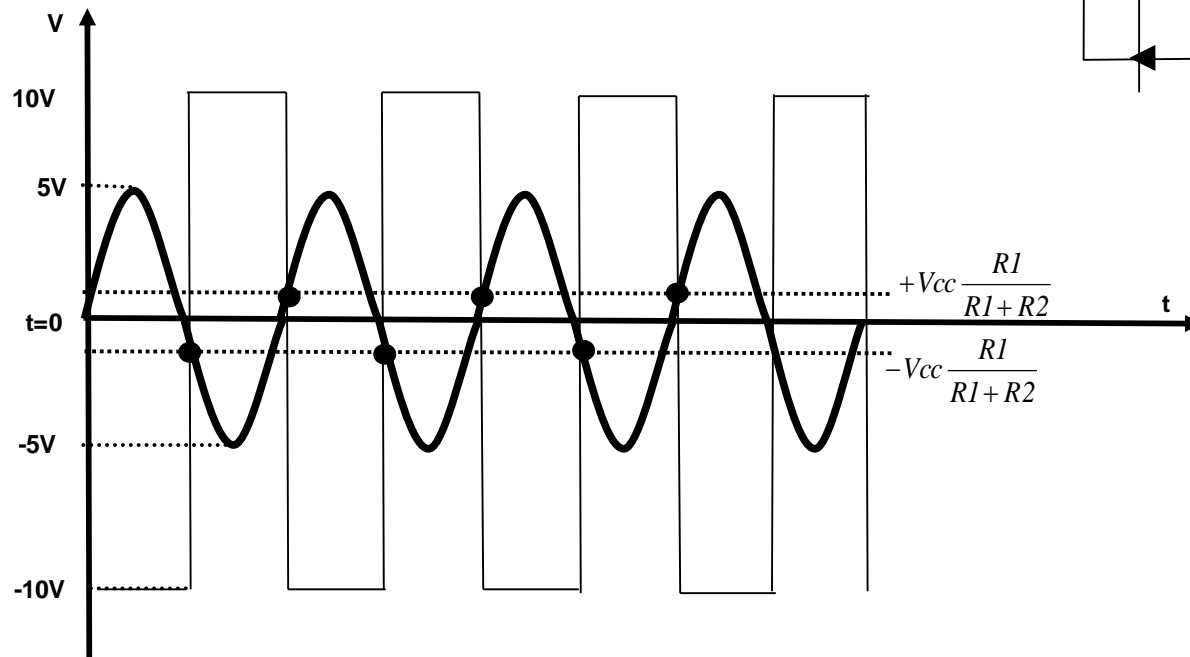 V
10V
5V
+Vcc R1
R1+R2
t
t=0
−Vcc R1
R1+R2
-5V
-10V